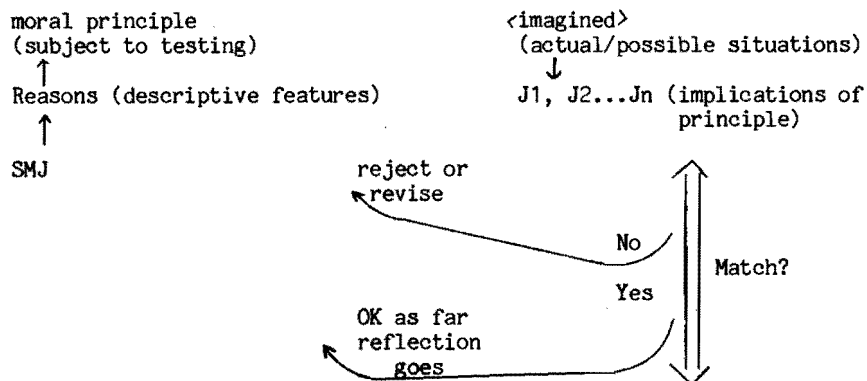 moral principle
(subject to testing)
Reasons (descriptive features)
SMJ
<imagined>
(actual/possible situations)
J1, J2...Jn (implications of
principle)
reject or
revise
No
Match?
Yes
OK as far
reflection
goes